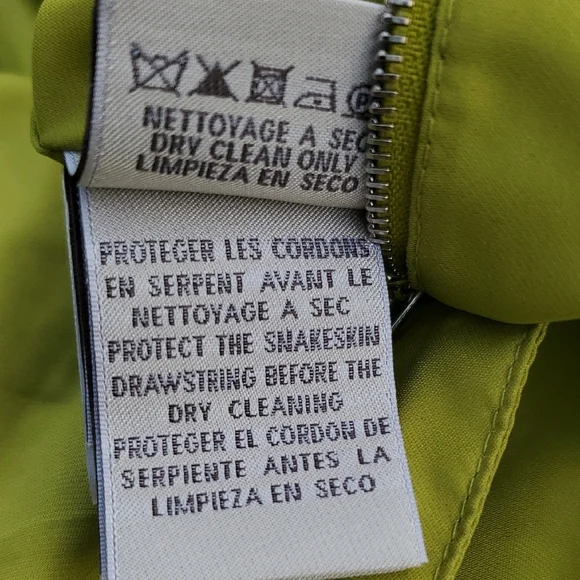 P
NETTOYAGE A SEC
DRY CLEAN ONLY
LIMPIEZA EN SECO
PROTEGER LES CORDONS
EN SERPENT AVANT LE
NETTOYAGE A SEC
PROTECT THE SNAKESKIN
DRAWSTRING BEFORE THE
DRY CLEANING
PROTEGER EL CORDON DE
SERPIENTE ANTES LA
LIMPIEZA EN SECO